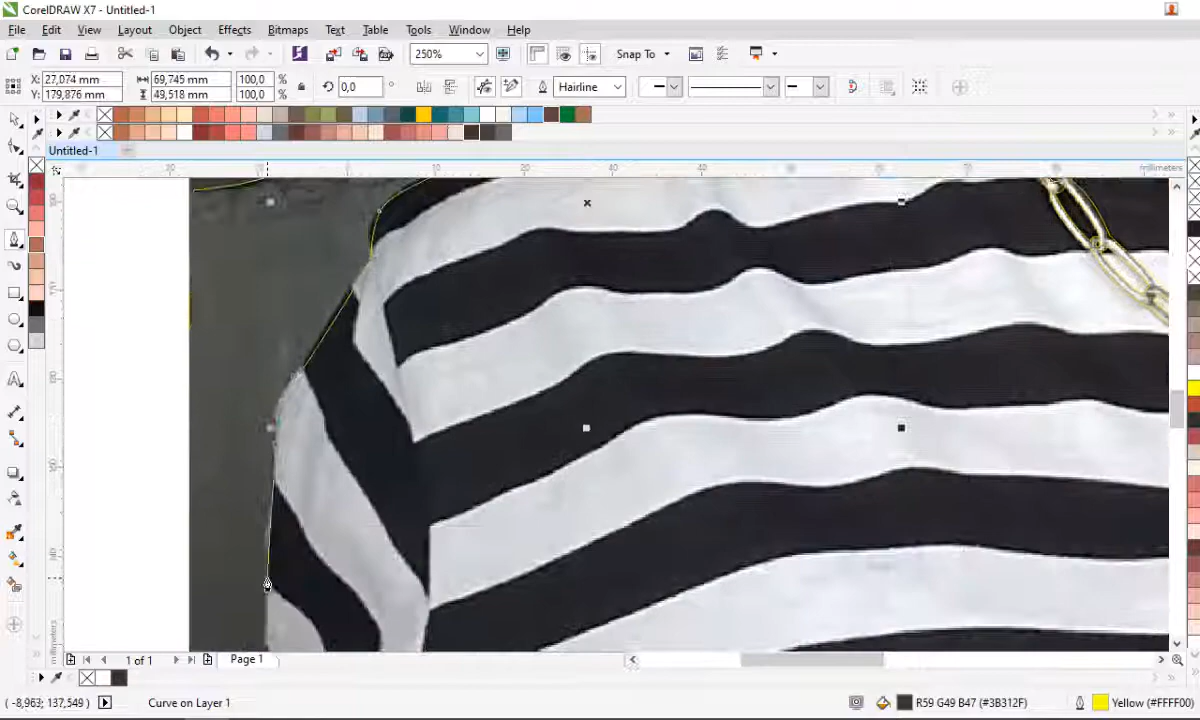 CorelDRAW X7 - Untitled-1
File Edit View Layout Object Effects Bitmaps Text Table Tools Window Help
250% Snap To
X: 27,074 mm 69,745 mm 100,0 % 0,0 ° Hairline
Y: 179,876 mm 49,518 mm 100,0 %
Untitled-1
millimeters
millimeters
1 of 1 Page 1
( -8,963; 137,549 ) Curve on Layer 1 R59 G49 B47 (#3B312F) Yellow (#FFFF00)